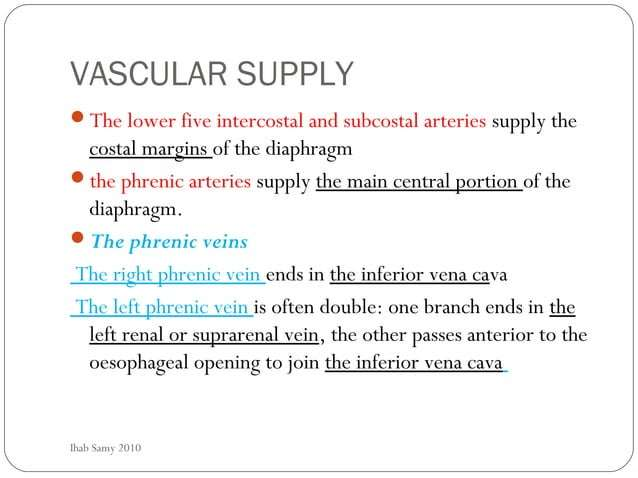 VASCULAR SUPPLY
The lower five intercostal and subcostal arteries supply the
costal margins of the diaphragm
the phrenic arteries supply the main central portion of the
diaphragm.
The phrenic veins
The right phrenic vein ends in the inferior vena cava
The left phrenic vein is often double: one branch ends in the
left renal or suprarenal vein, the other passes anterior to the
oesophageal opening to join the inferior vena cava
Ihab Samy 2010